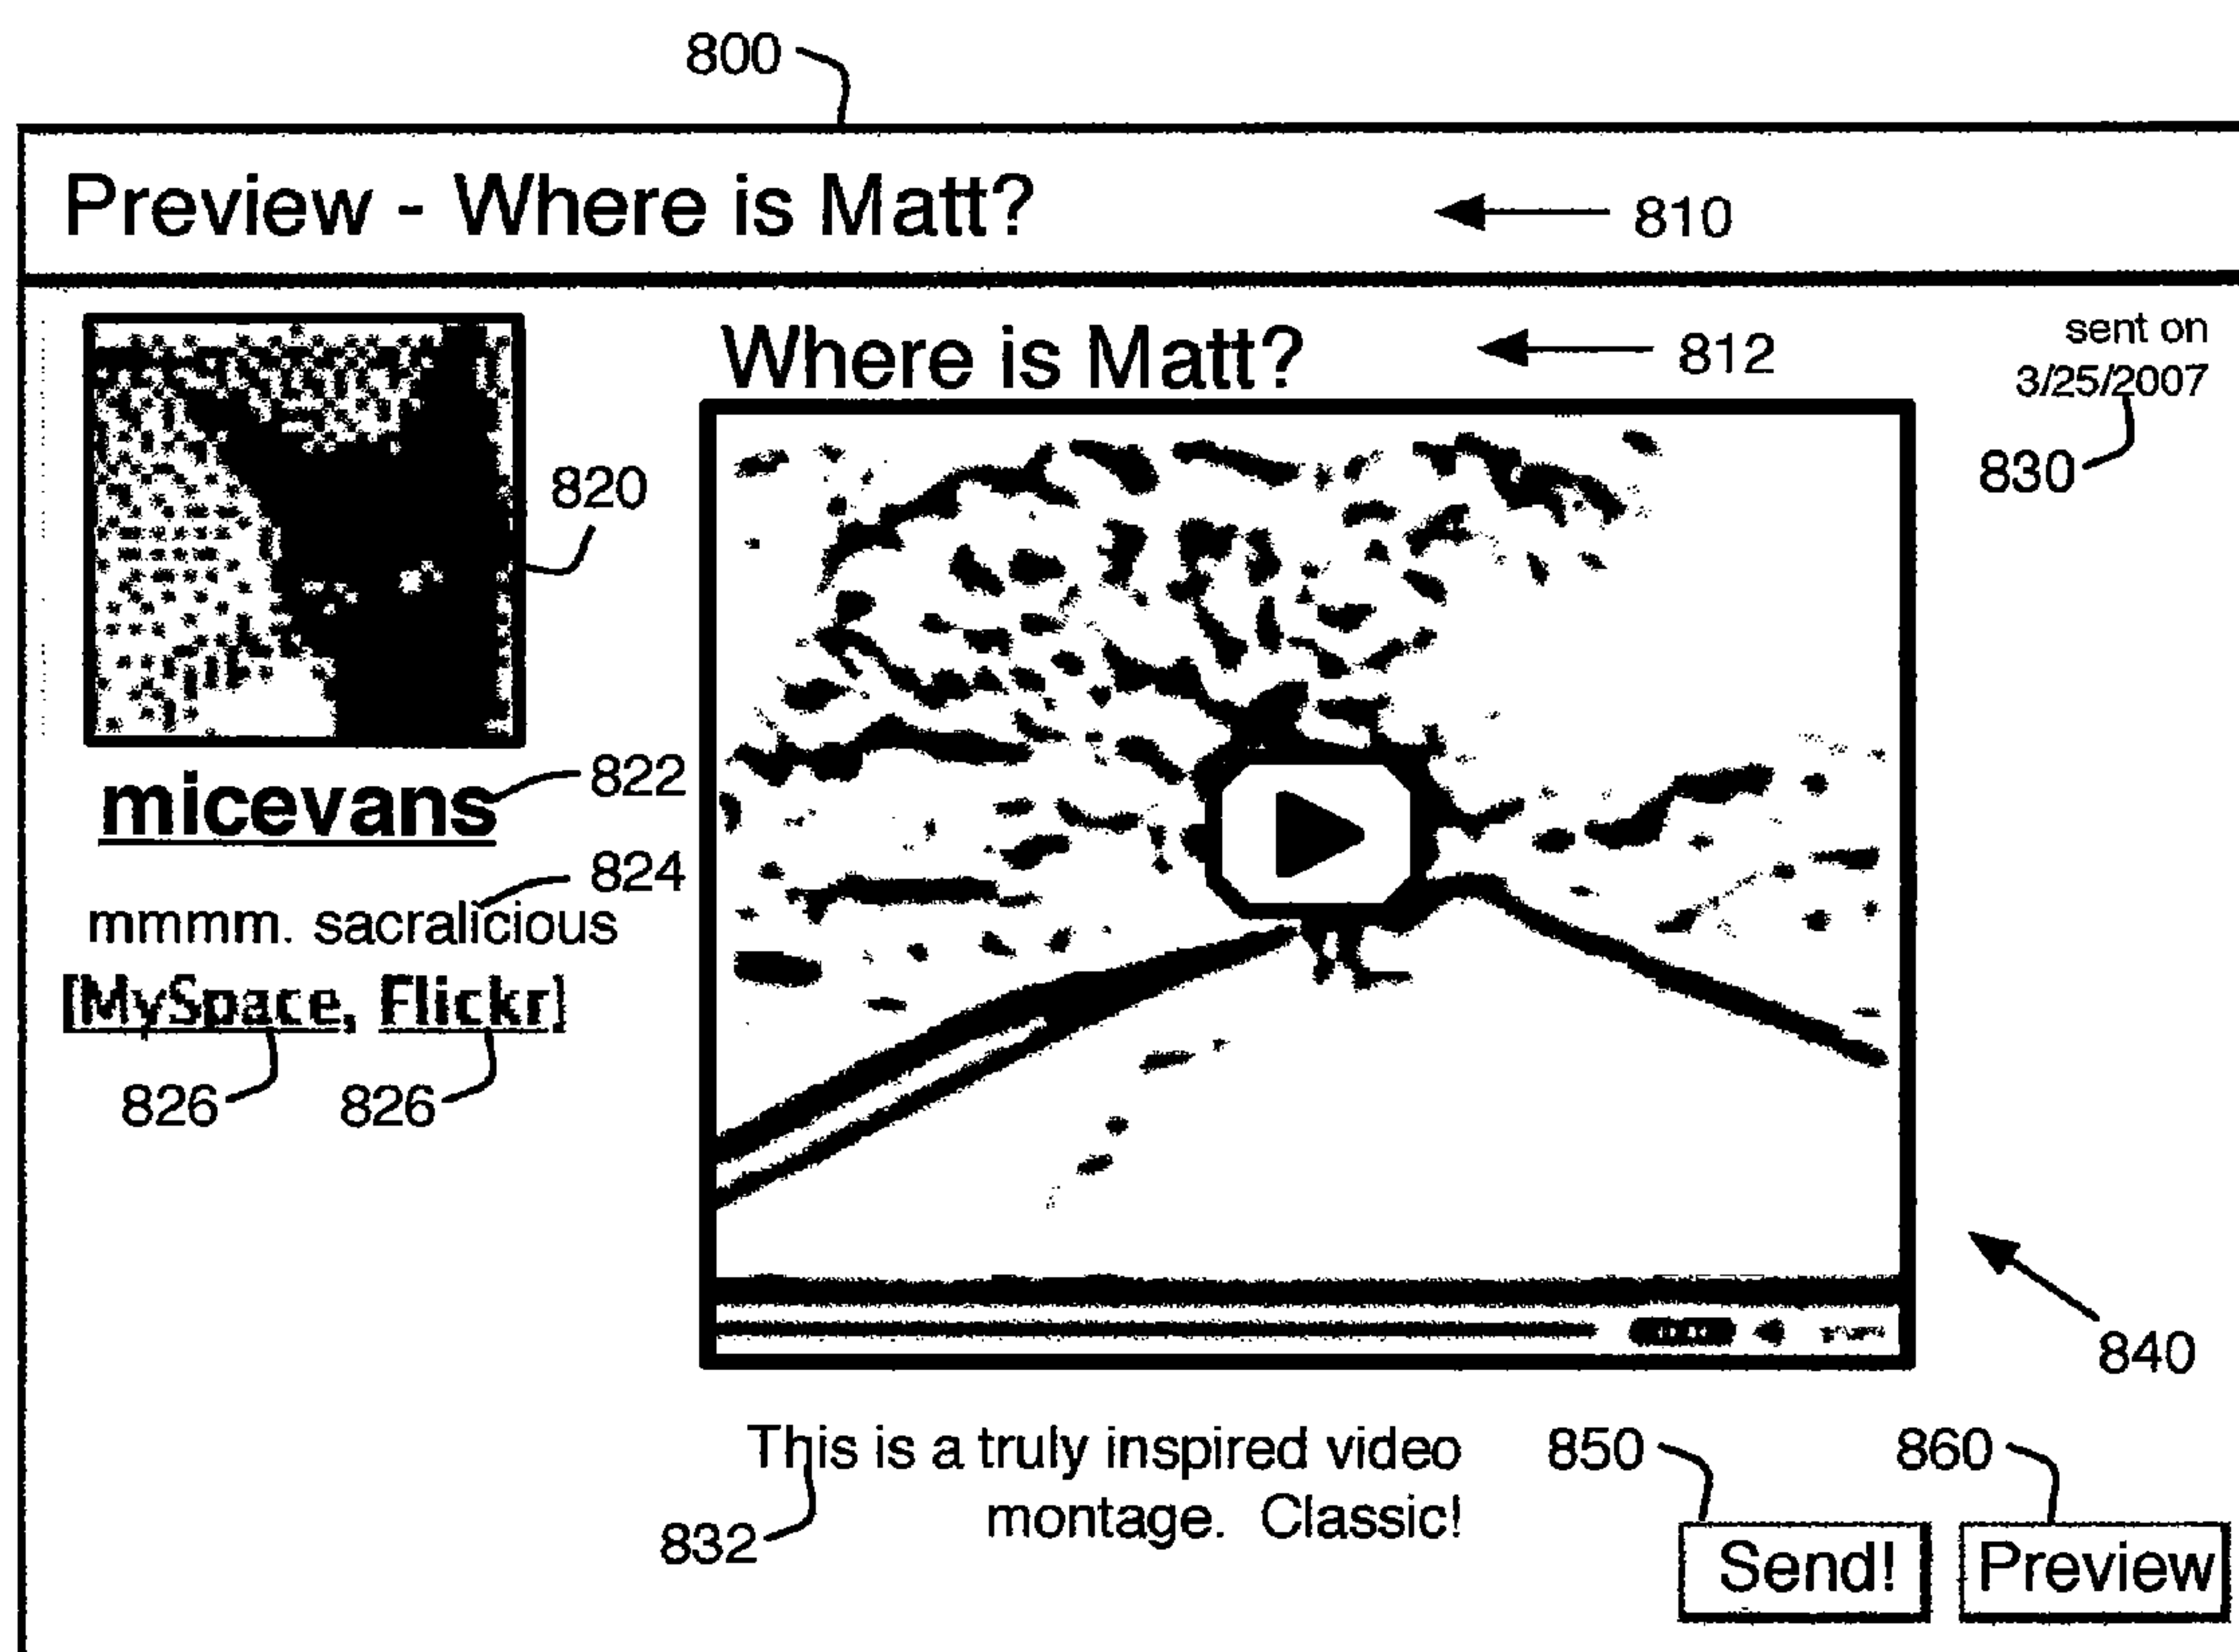 800
Preview - Where is Matt?
810
Where is Matt?
812
sent on
3/25/2007
830
820
micevans
822
824
mmmm. sacralicious
[MySpace, Flickr]
826
826
840
This is a truly inspired video
montage. Classic!
832
850
860
Send!
Preview